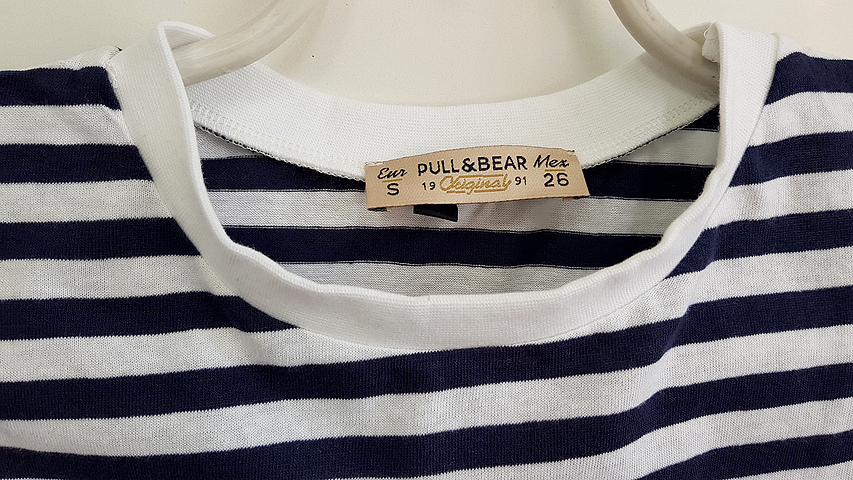 Eur PULL&BEAR Mex
S 19 Original 91 26